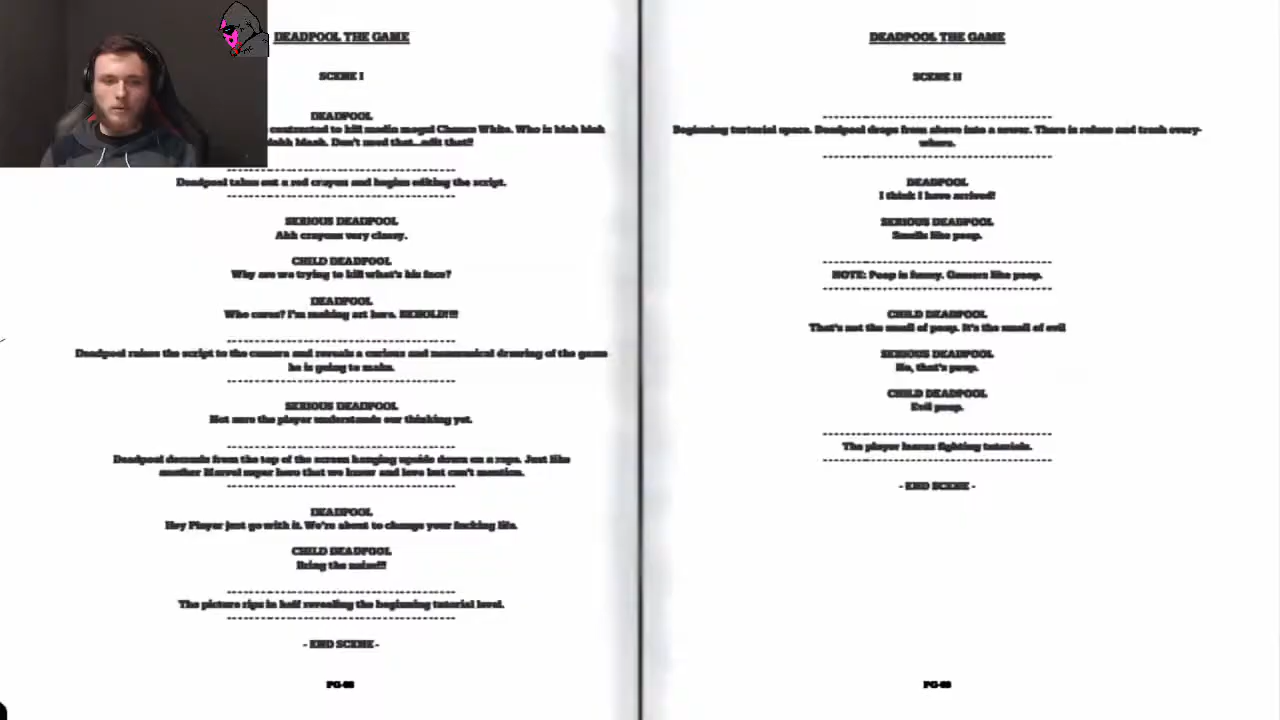 DEADPOOL THE GAME
SCENE I
DEADPOOL
contracted to kill media mogul Chance White. Who is blah blah
blahh blaah. Don't need that...edit that!!
Deadpool takes out a red crayon and begins editing the script.
SERIOUS DEADPOOL
Ahh crayons very classy.
CHILD DEADPOOL
Why are we trying to kill what's his face?
DEADPOOL
Who cares? I'm making art here. BEHOLD!!!!
Deadpool raises the script to the camera and reveals a curious and nonsensical drawing of the game
he is going to make.
SERIOUS DEADPOOL
Not sure the player understands our thinking yet.
Deadpool descends from the top of the screen hanging upside down on a rope. Just like
another Marvel super hero that we know and love but can't mention.
DEADPOOL
Hey Player just go with it. We're about to change your fucking life.
CHILD DEADPOOL
Bring the noise!!!
The picture rips in half revealing the beginning tutorial level.
- END SCENE -
DEADPOOL THE GAME
SCENE II
Beginning turtorial space. Deadpool drops from above into a sewer. There is refuse and trash every-
where.
DEADPOOL
I think I have arrived!
SERIOUS DEADPOOL
Smells like poop.
NOTE: Poop is funny. Gamers like poop.
CHILD DEADPOOL
That's not the smell of poop. It's the smell of evil
SERIOUS DEADPOOL
No, that's poop.
CHILD DEADPOOL
Evil poop.
The player learns fighting tutorials.
- END SCENE -